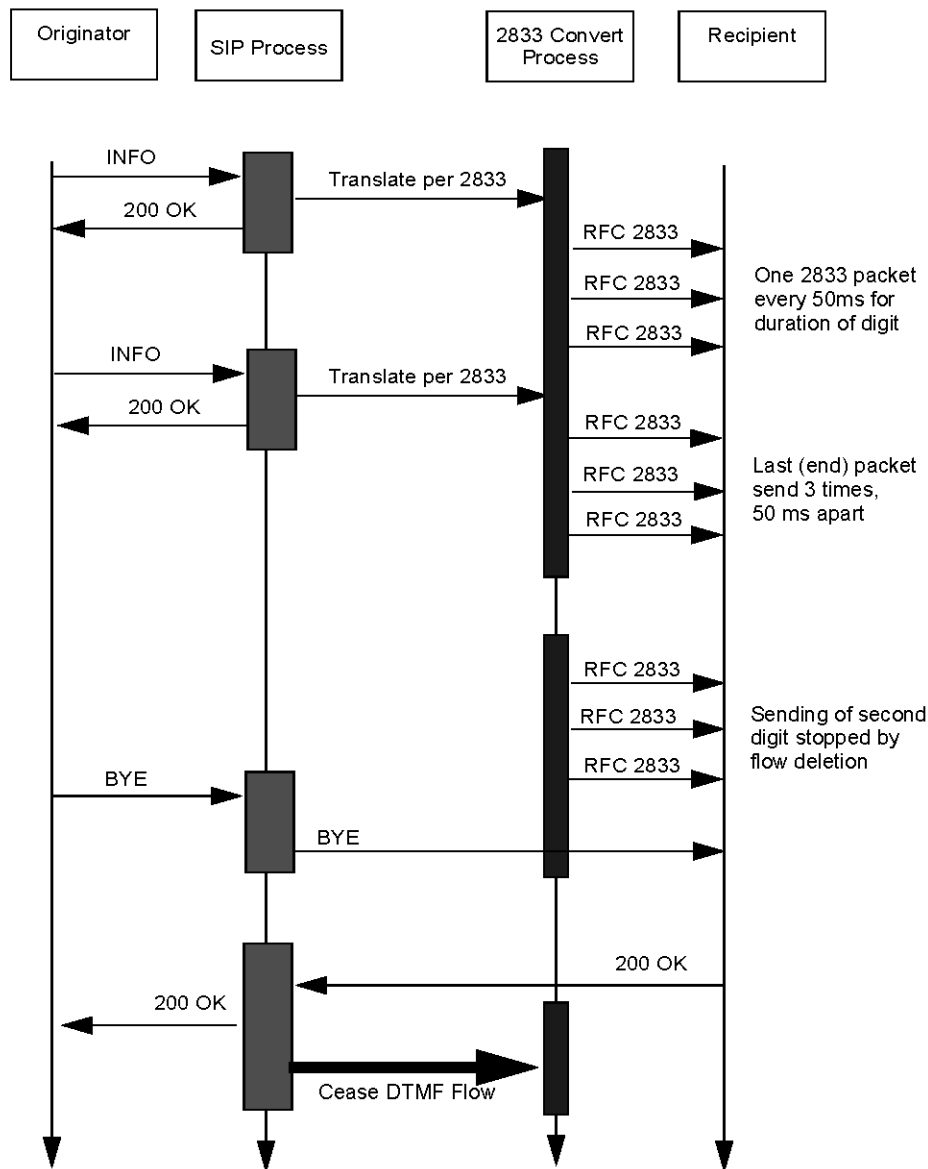 Originator
SIP Process
2833 Convert
Process
Recipient
INFO
Translate per 2833
200 OK
RFC 2833
RFC 2833
RFC 2833
One 2833 packet
every 50ms for
duration of digit
INFO
Translate per 2833
200 OK
RFC 2833
RFC 2833
RFC 2833
Last (end) packet
send 3 times,
50 ms apart
RFC 2833
RFC 2833
RFC 2833
Sending of second
digit stopped by
flow deletion
BYE
BYE
200 OK
200 OK
Cease DTMF Flow